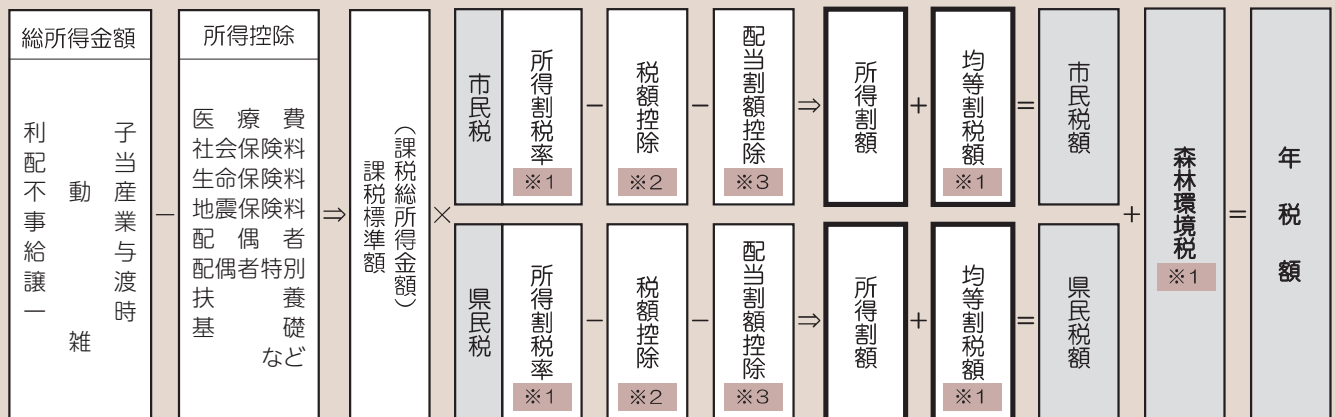 総所得金額
利子
配当
不動産
事業
給与
譲渡
一時
雑
－
所得控除
医療費
社会保険料
生命保険料
地震保険料
配偶者
配偶者特別
扶養
基礎
など
⇒
課税標準額
（課税総所得金額）
×
市民税
所得割税率
※1
－
税額控除
※2
－
配当割額控除
※3
⇒
所得割額
＋
均等割税額
※1
＝
市民税額
県民税
所得割税率
※1
－
税額控除
※2
－
配当割額控除
※3
⇒
所得割額
＋
均等割税額
※1
＝
県民税額
＋
森林環境税
※1
＝
年税額